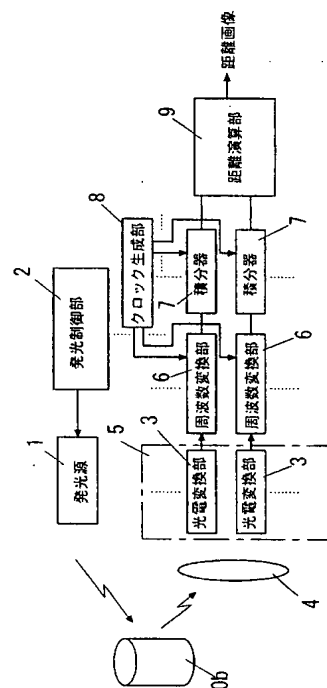 1
発光源
2
発光制御部
5
3
光電変換部
光電変換部
3
6
周波数変換部
周波数変換部
6
8
クロック生成部
7
積分器
積分器
7
9
距離演算部
距離画像
4
0b